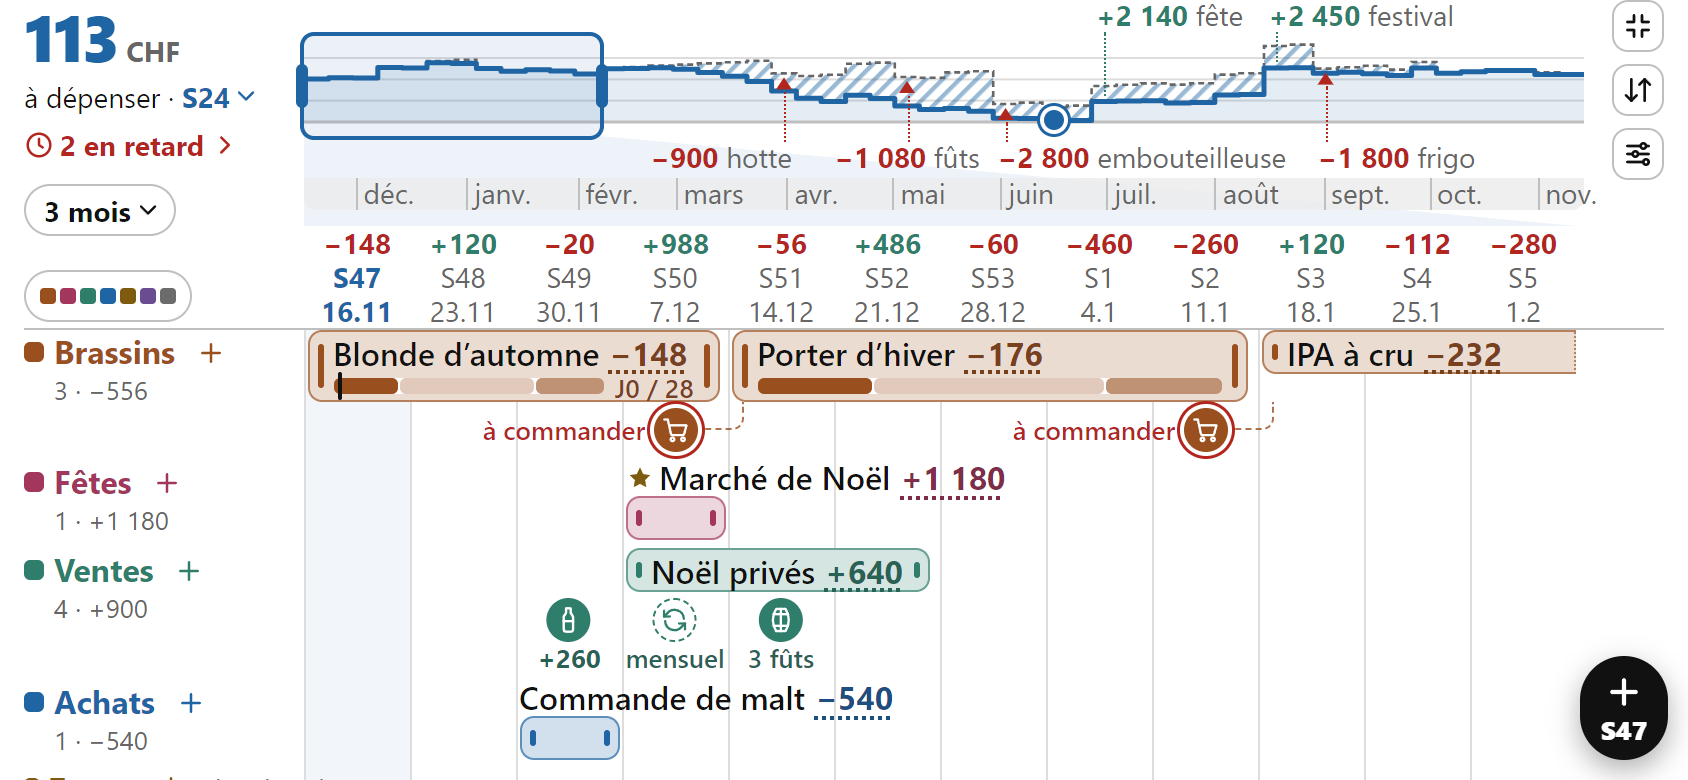 113 CHF
à dépenser · S24
2 en retard
3 mois
+2 140 fête
+2 450 festival
−900 hotte
−1 080 fûts
−2 800 embouteilleuse
−1 800 frigo
déc. janv. févr. mars avr. mai juin juil. août sept. oct. nov.
−148 +120 −20 +988 −56 +486 −60 −460 −260 +120 −112 −280
S47 S48 S49 S50 S51 S52 S53 S1 S2 S3 S4 S5
16.11 23.11 30.11 7.12 14.12 21.12 28.12 4.1 11.1 18.1 25.1 1.2
Brassins +
3 · −556
Blonde d’automne −148
J0 / 28
Porter d’hiver −176
IPA à cru −232
à commander
à commander
Fêtes +
1 · +1 180
Marché de Noël +1 180
Ventes +
4 · +900
Noël privés +640
+260
mensuel
3 fûts
Achats +
1 · −540
Commande de malt −540
+
S47